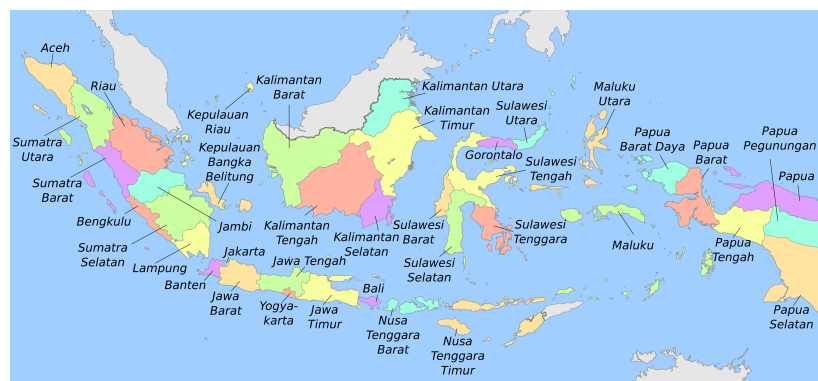 Aceh
Riau
Sumatra
Utara
Sumatra
Barat
Bengkulu
Sumatra
Selatan
Lampung
Jambi
Kepulauan
Riau
Kepulauan
Bangka
Belitung
Banten
Jakarta
Jawa
Barat
Jawa Tengah
Yogya-
karta
Jawa
Timur
Bali
Nusa
Tenggara
Barat
Nusa
Tenggara
Timur
Kalimantan
Barat
Kalimantan
Tengah
Kalimantan
Selatan
Kalimantan Utara
Kalimantan
Timur
Sulawesi
Utara
Gorontalo
Sulawesi
Tengah
Sulawesi
Barat
Sulawesi
Selatan
Sulawesi
Tenggara
Maluku
Utara
Maluku
Papua
Barat Daya
Papua
Barat
Papua
Pegunungan
Papua
Papua
Tengah
Papua
Selatan